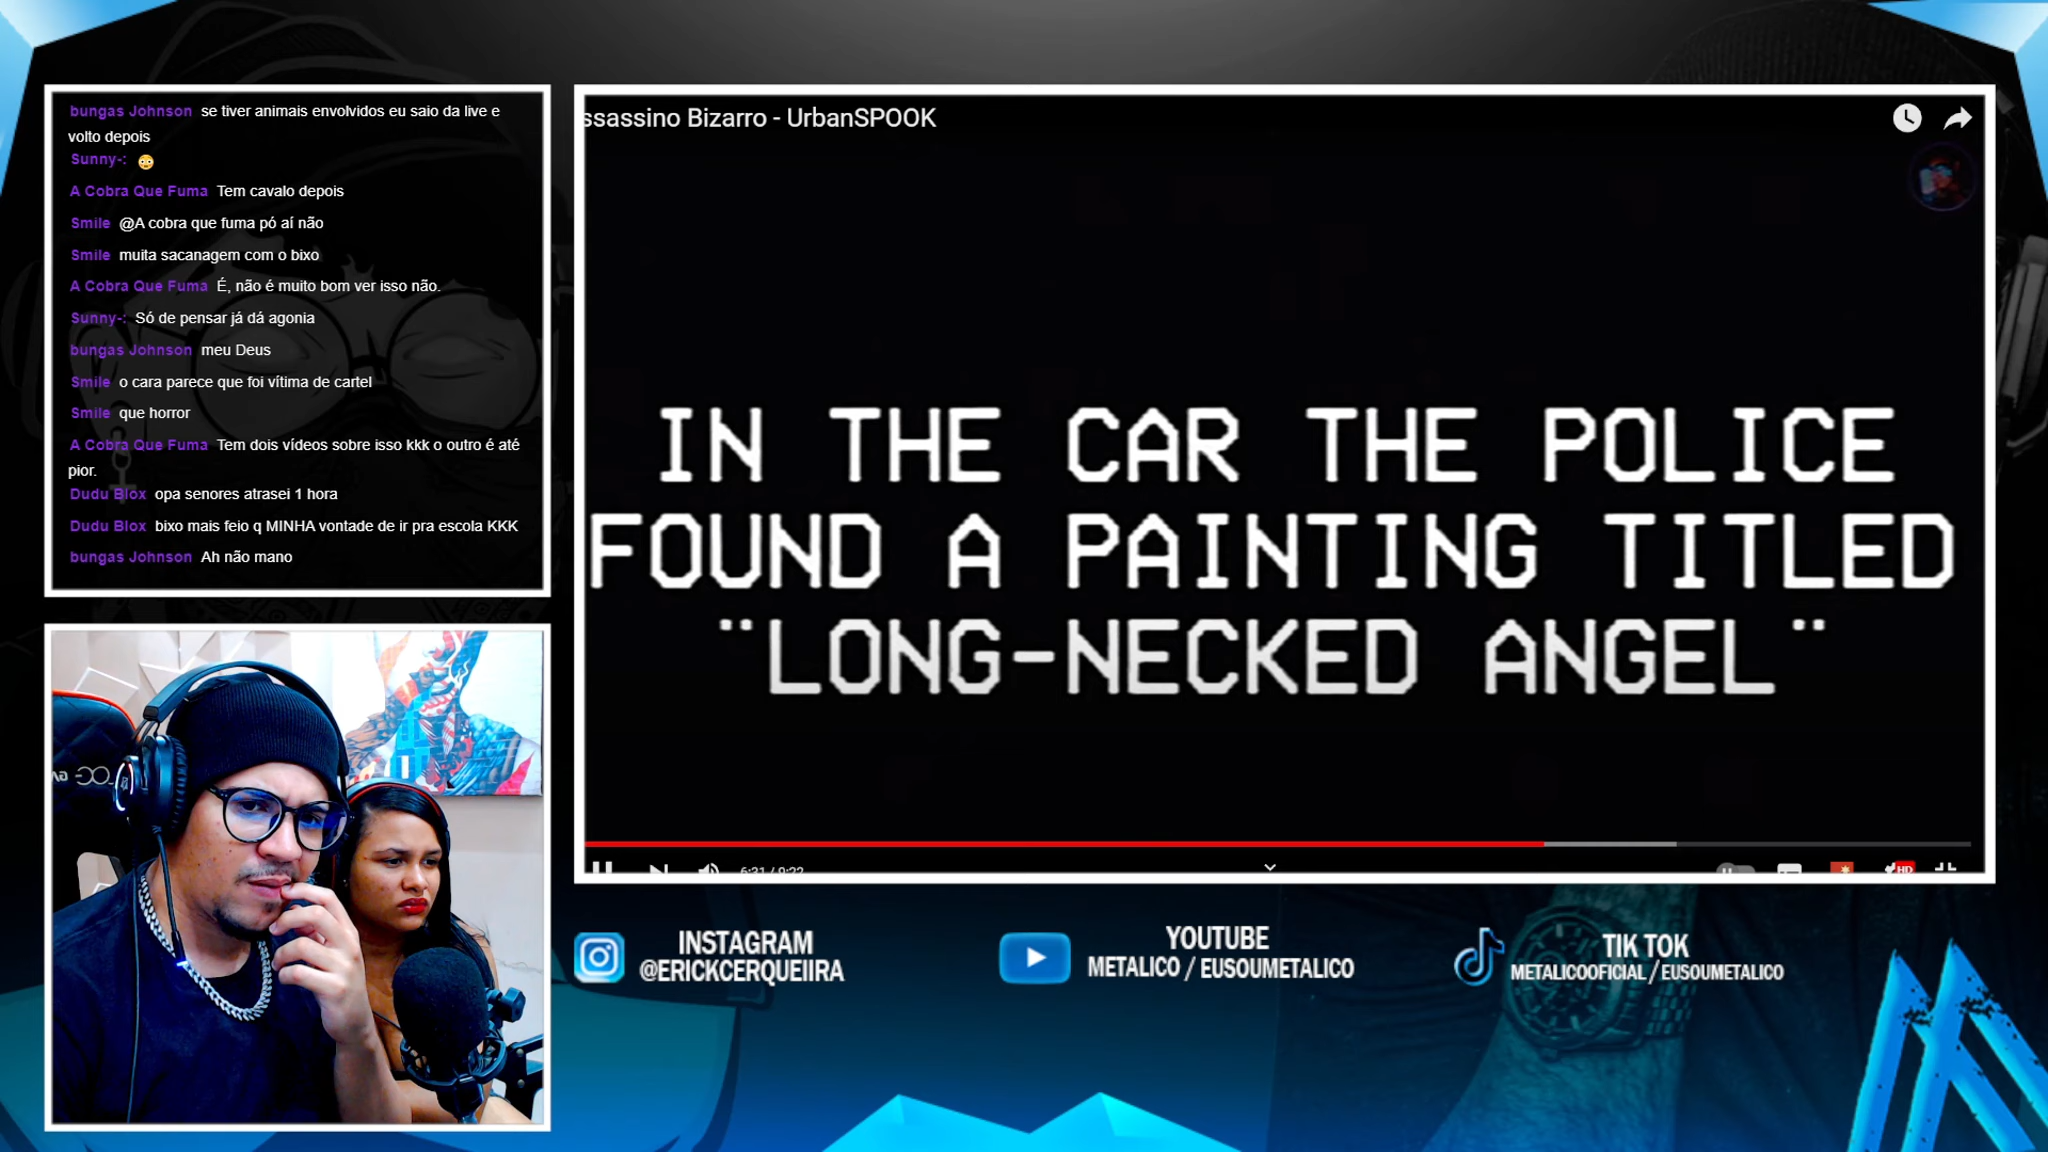 bungas Johnson se tiver animais envolvidos eu saio da live e
volto depois
Sunny-: 😳
A Cobra Que Fuma Tem cavalo depois
Smile @A cobra que fuma pó aí não
Smile muita sacanagem com o bixo
A Cobra Que Fuma É, não é muito bom ver isso não.
Sunny-: Só de pensar já dá agonia
bungas Johnson meu Deus
Smile o cara parece que foi vítima de cartel
Smile que horror
A Cobra Que Fuma Tem dois vídeos sobre isso kkk o outro é até
pior.
Dudu Blox opa senores atrasei 1 hora
Dudu Blox bixo mais feio q MINHA vontade de ir pra escola KKK
bungas Johnson Ah não mano
ssassino Bizarro - UrbanSPOOK
IN THE CAR THE POLICE
FOUND A PAINTING TITLED
¨LONG-NECKED ANGEL¨
6:31 / 9:22
HD
INSTAGRAM
@ERICKCERQUEIIRA
YOUTUBE
METALICO / EUSOUMETALICO
TIK TOK
METALICOOFICIAL / EUSOUMETALICO